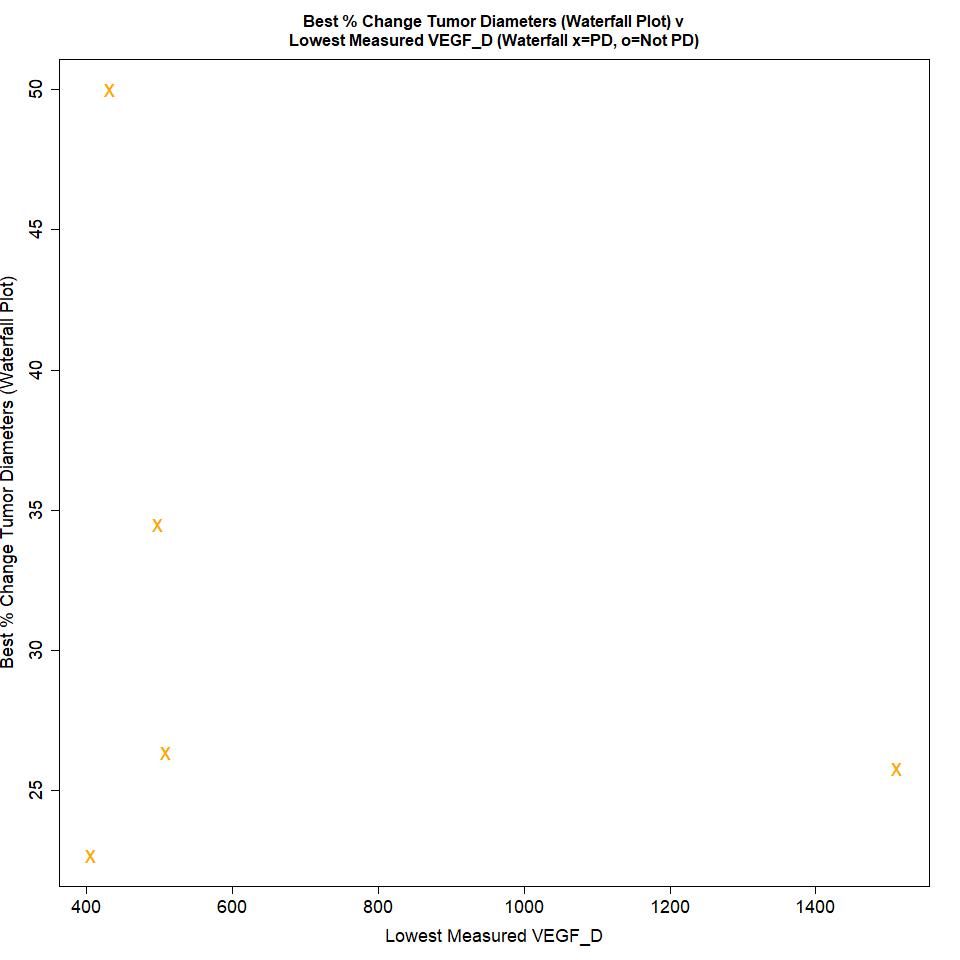 Best % Change Tumor Diameters (Waterfall Plot) v
Lowest Measured VEGF_D (Waterfall x=PD, o=Not PD)
Best % Change Tumor Diameters (Waterfall Plot)
50
45
40
35
30
25
X
X
X
X
X
400
600
800
1000
1200
1400
Lowest Measured VEGF_D